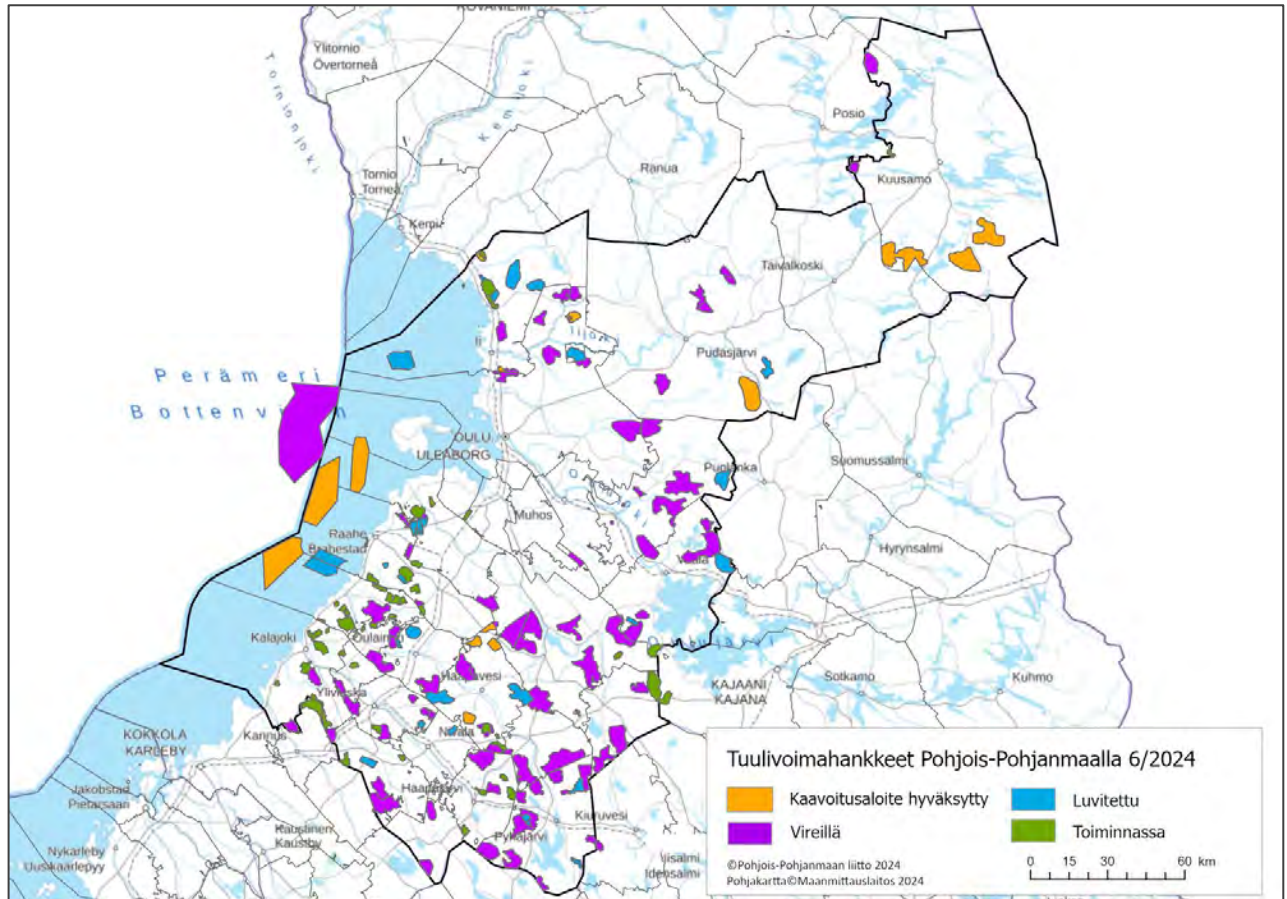 ROVANIEMI
Ylitornio
Övertorneå
Tornionjoki
Kemijoki
Posio
Ranua
Kuusamo
Tornio
Torneå
Kemi
Taivalkoski
Ii
Iijoki
Pudasjärvi
Perämeri
Bottenviken
OULU
ULEÅBORG
Puolanka
Suomussalmi
Oulujoki
Muhos
Raahe
Brahestad
Hyrynsalmi
Vaala
Kalajoki
Oulainen
Oulujärvi
Haapavesi
KAJAANI
KAJANA
Sotkamo
Kuhmo
Ylivieska
KOKKOLA
KARLEBY
Kannus
Nivala
Jakobstad
Pietarsaari
Haapajärvi
Kiuruvesi
Kaustinen
Kaustby
Pyhäjärvi
Nykarleby
Uusikaarlepyy
Iisalmi
Idensalmi
Tuulivoimahankkeet Pohjois-Pohjanmaalla 6/2024
Kaavoitusaloite hyväksytty
Luvitettu
Vireillä
Toiminnassa
©Pohjois-Pohjanmaan liitto 2024
Pohjakartta©Maanmittauslaitos 2024
0 15 30 60 km